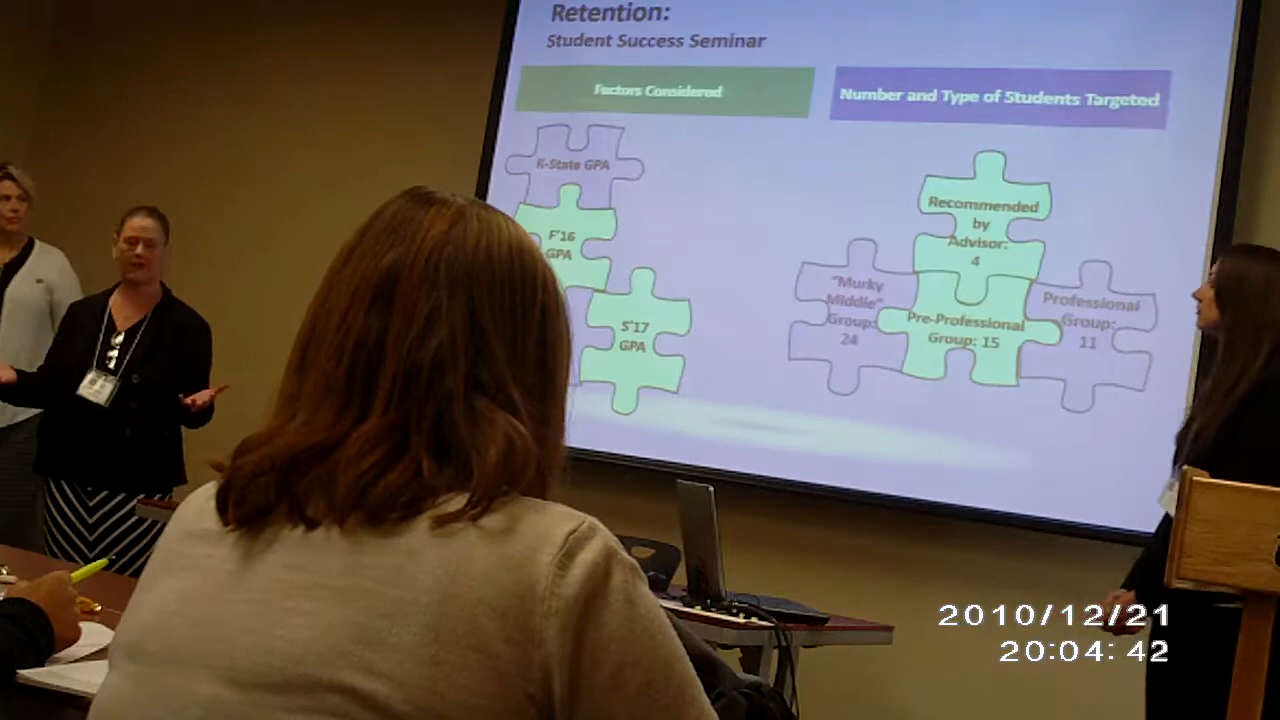 Retention:
Student Success Seminar
Factors Considered
Number and Type of Students Targeted
K-State GPA
F'16
GPA
S'17
GPA
Recommended
by
Advisor:
4
"Murky
Middle"
Group:
24
Pre-Professional
Group: 15
Professional
Group:
11
2010/12/21
20:04:42